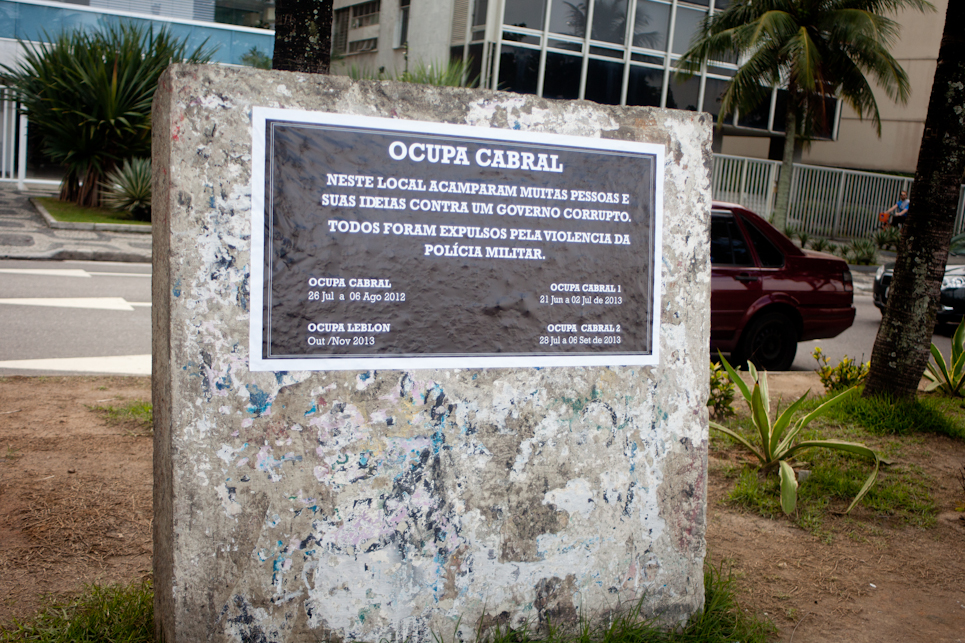 OCUPA CABRAL
NESTE LOCAL ACAMPARAM MUITAS PESSOAS E
SUAS IDEIAS CONTRA UM GOVERNO CORRUPTO.
TODOS FORAM EXPULSOS PELA VIOLENCIA DA
POLÍCIA MILITAR.
OCUPA CABRAL
26 Jul a 06 Ago 2012
OCUPA CABRAL 1
21 Jun a 02 Jul de 2013
OCUPA LEBLON
Out /Nov 2013
OCUPA CABRAL 2
28 Jul a 06 Set de 2013